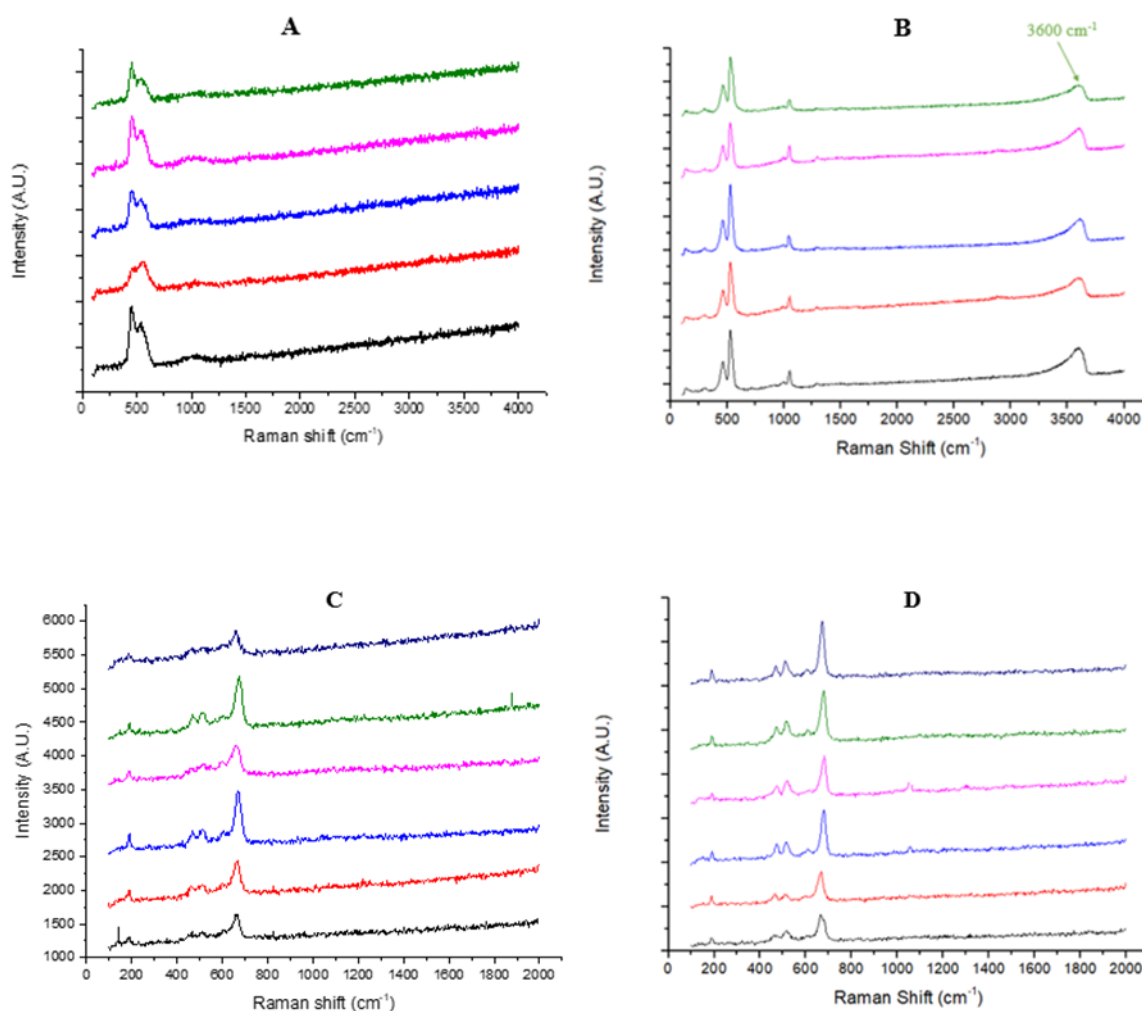 A
Intensity (A.U.)
0 500 1000 1500 2000 2500 3000 3500 4000
Raman shift (cm⁻¹)
B
3600 cm⁻¹
Intensity (A.U.)
0 500 1000 1500 2000 2500 3000 3500 4000
Raman Shift (cm⁻¹)
C
6000
5500
5000
4500
4000
3500
3000
2500
2000
1500
1000
Intensity (A.U.)
0 200 400 600 800 1000 1200 1400 1600 1800 2000
Raman shift (cm⁻¹)
D
Intensity (A.U.)
0 200 400 600 800 1000 1200 1400 1600 1800 2000
Raman Shift (cm⁻¹)